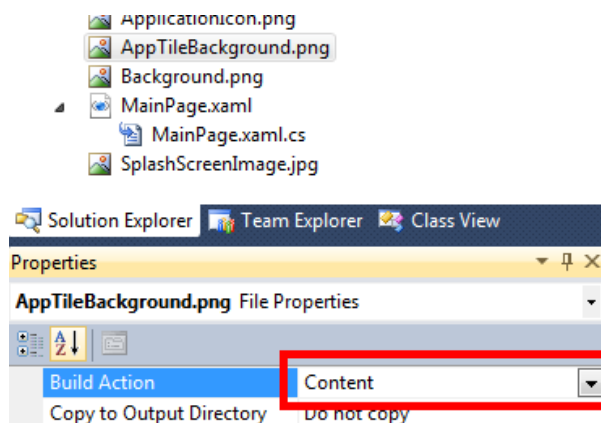 ApplicationIcon.png
AppTileBackground.png
Background.png
MainPage.xaml
MainPage.xaml.cs
SplashScreenImage.jpg
Solution Explorer Team Explorer Class View
Properties
AppTileBackground.png File Properties
Build Action Content
Copy to Output Directory Do not copy